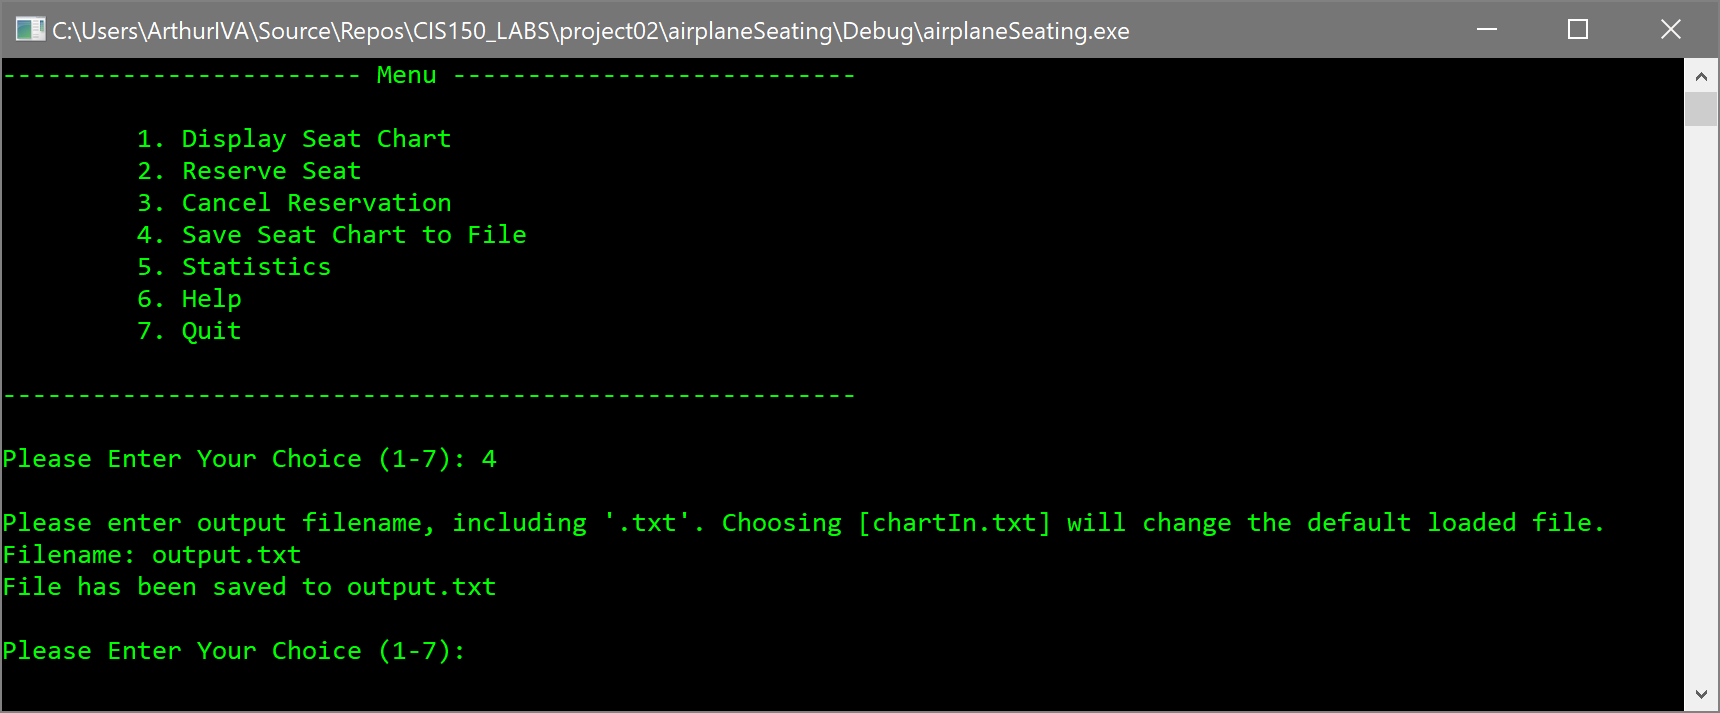 C:\Users\ArthurIVA\Source\Repos\CIS150_LABS\project02\airplaneSeating\Debug\airplaneSeating.exe
------------------------ Menu ---------------------------
1. Display Seat Chart
2. Reserve Seat
3. Cancel Reservation
4. Save Seat Chart to File
5. Statistics
6. Help
7. Quit
---------------------------------------------------------
Please Enter Your Choice (1-7): 4
Please enter output filename, including '.txt'. Choosing [chartIn.txt] will change the default loaded file.
Filename: output.txt
File has been saved to output.txt
Please Enter Your Choice (1-7):